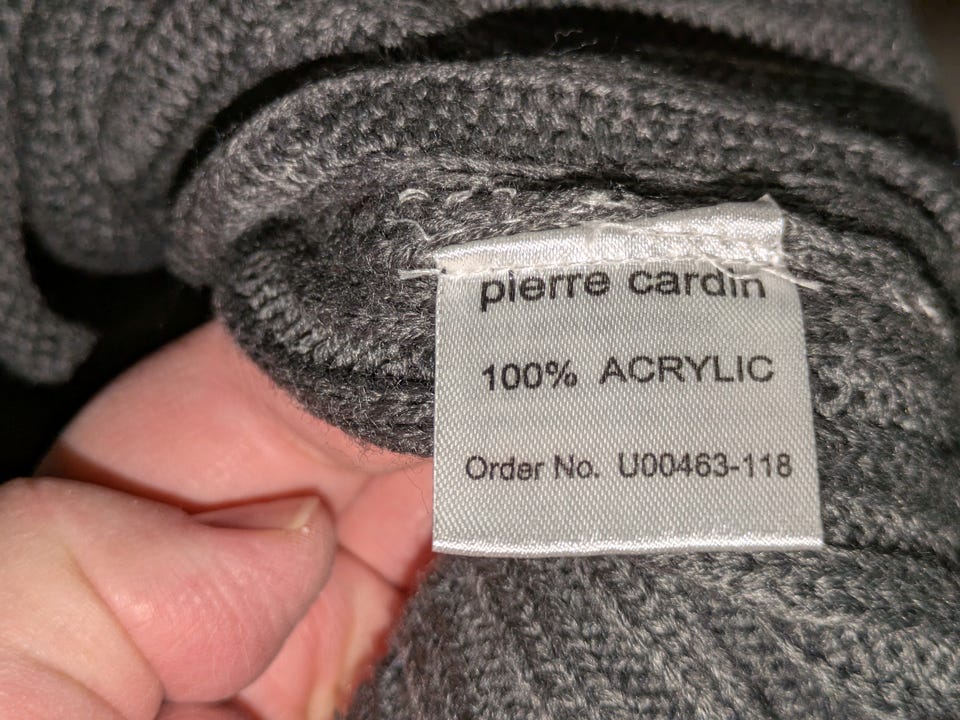 pierre cardin
100% ACRYLIC
Order No. U00463-118